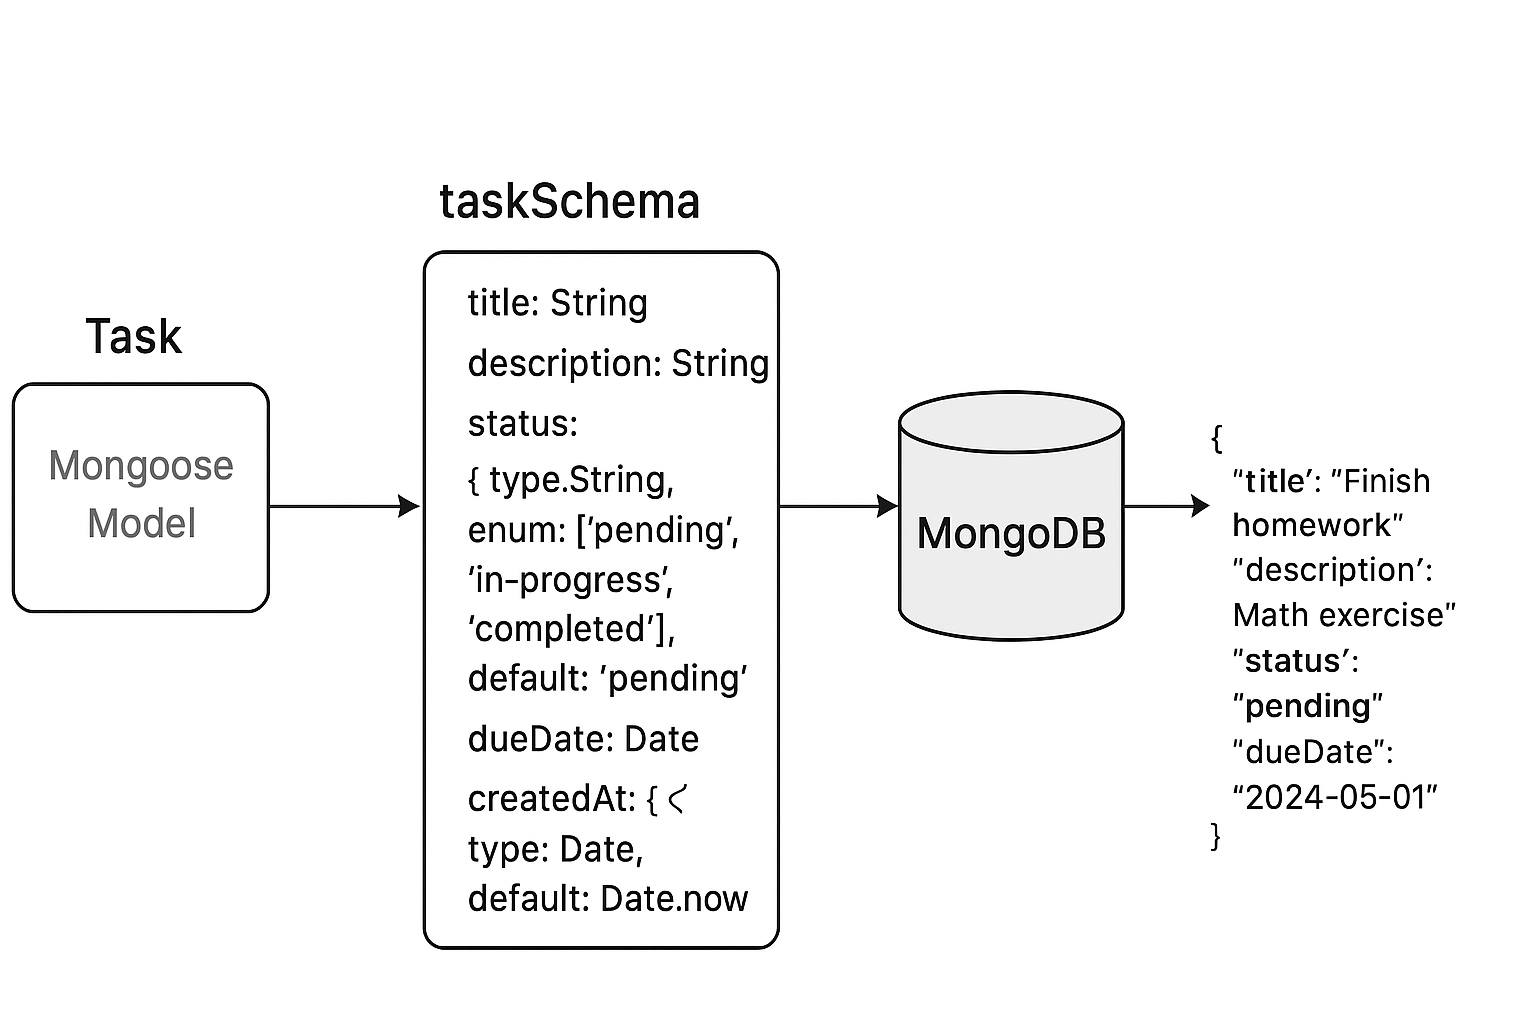 Task
Mongoose
Model
taskSchema
title: String
description: String
status:
{ type.String,
enum: [’pending’,
‘in-progress’,
‘completed’],
default: ’pending’
dueDate: Date
createdAt: { く
type: Date,
default: Date.now
MongoDB
{
"title′: "Finish
homework"
"description′:
Math exercise"
"status′:
"pending"
"dueDate":
“2024-05-01”
}